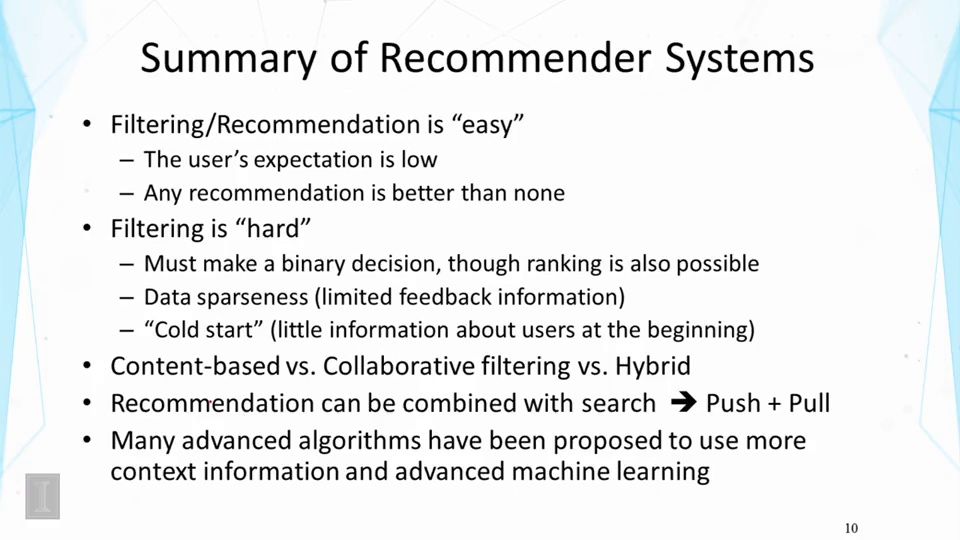 Summary of Recommender Systems
• Filtering/Recommendation is “easy”
– The user’s expectation is low
– Any recommendation is better than none
• Filtering is “hard”
– Must make a binary decision, though ranking is also possible
– Data sparseness (limited feedback information)
– “Cold start” (little information about users at the beginning)
• Content-based vs. Collaborative filtering vs. Hybrid
• Recommendation can be combined with search ➔ Push + Pull
• Many advanced algorithms have been proposed to use more
context information and advanced machine learning
I
10